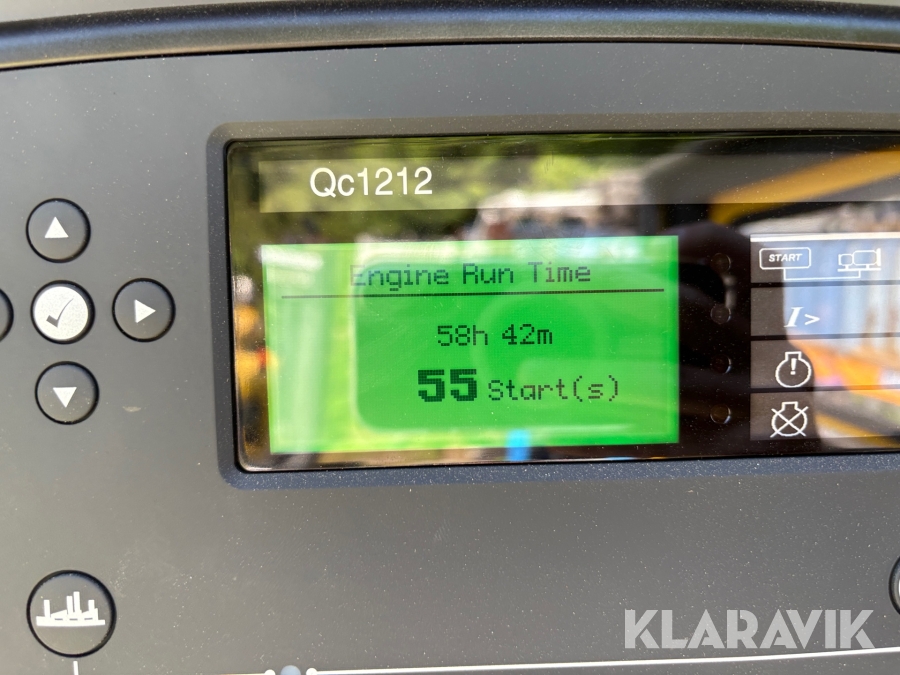 Qc1212
Engine Run Time
58h 42m
55 Start(s)
START
I>
KLARAVIK